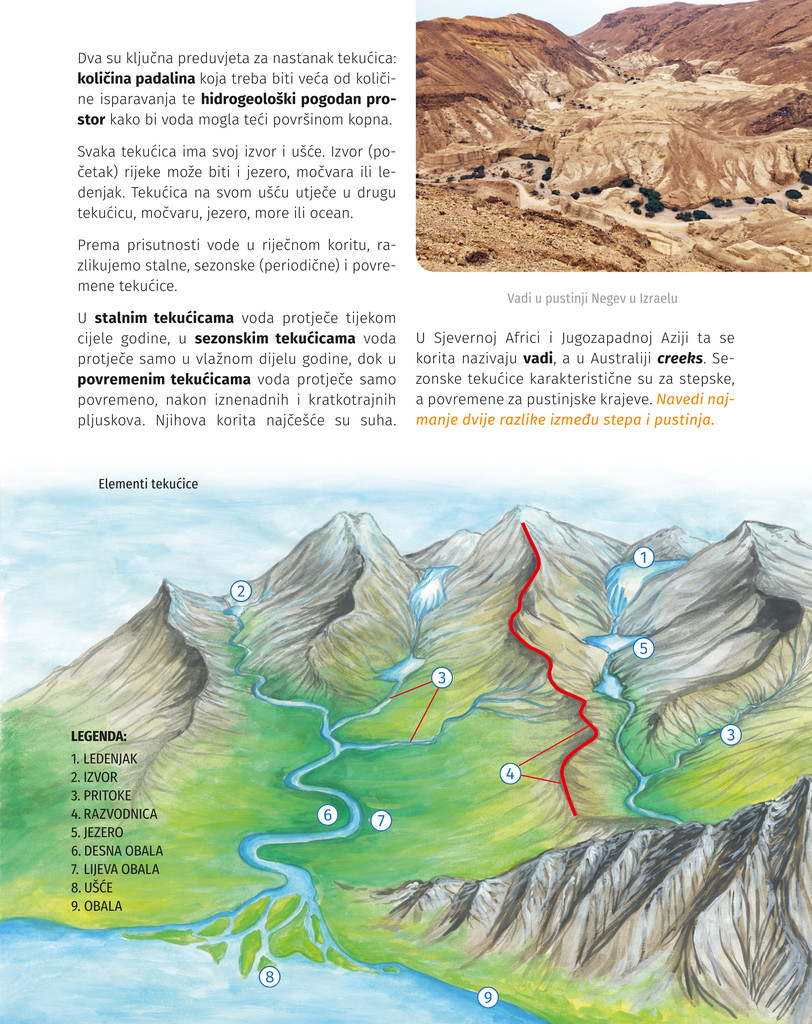 Dva su ključna preduvjeta za nastanak tekućica:
količina padalina koja treba biti veća od količi-
ne isparavanja te hidrogeološki pogodan pro-
stor kako bi voda mogla teći površinom kopna.
Svaka tekućica ima svoj izvor i ušće. Izvor (po-
četak) rijeke može biti i jezero, močvara ili le-
denjak. Tekućica na svom ušću utječe u drugu
tekućicu, močvaru, jezero, more ili ocean.
Prema prisutnosti vode u riječnom koritu, ra-
zlikujemo stalne, sezonske (periodične) i povre-
mene tekućice.
U stalnim tekućicama voda protječe tijekom
cijele godine, u sezonskim tekućicama voda
protječe samo u vlažnom dijelu godine, dok u
povremenim tekućicama voda protječe samo
povremeno, nakon iznenadnih i kratkotrajnih
pljuskova. Njihova korita najčešće su suha.
Vadi u pustinji Negev u Izraelu
U Sjevernoj Africi i Jugozapadnoj Aziji ta se
korita nazivaju vadi, a u Australiji creeks. Se-
zonske tekućice karakteristične su za stepske,
a povremene za pustinjske krajeve. Navedi naj-
manje dvije razlike između stepa i pustinja.
Elementi tekućice
1
2
5
3
3
4
6
7
8
9
LEGENDA:
1. LEDENJAK
2. IZVOR
3. PRITOKE
4. RAZVODNICA
5. JEZERO
6. DESNA OBALA
7. LIJEVA OBALA
8. UŠĆE
9. OBALA